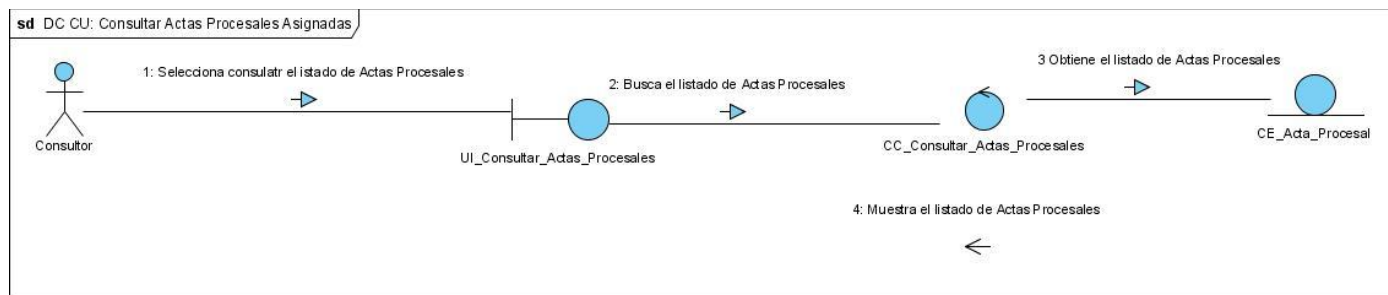 sd DC CU: Consultar Actas Procesales Asignadas
1: Selecciona consulatr el istado de Actas Procesales
2: Busca el listado de Actas Procesales
3 Obtiene el listado de Actas Procesales
Consultor
UI_Consultar_Actas_Procesales
CC_Consultar_Actas_Procesales
CE_Acta_Procesal
4: Muestra el listado de Actas Procesales